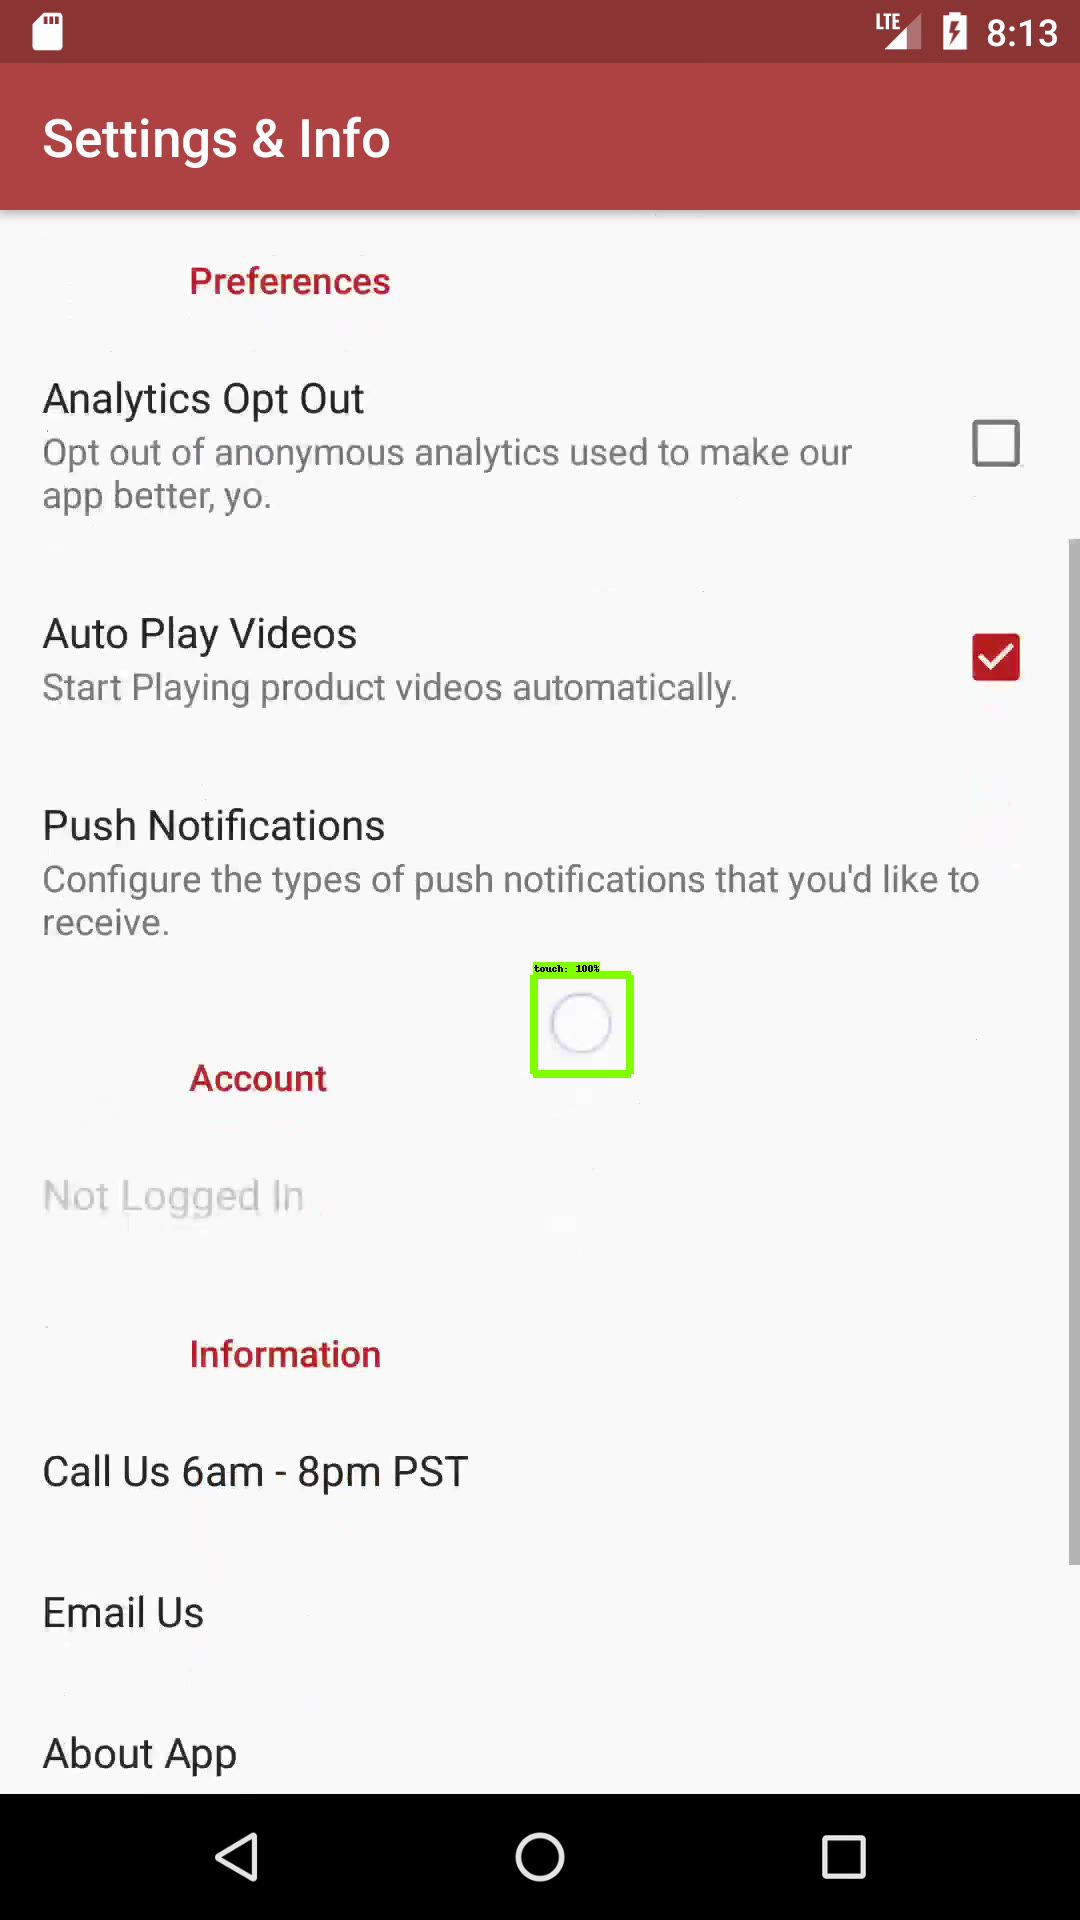 LTE 8:13
Settings & Info
Preferences
Analytics Opt Out
Opt out of anonymous analytics used to make our
app better, yo.
Auto Play Videos
Start Playing product videos automatically.
Push Notifications
Configure the types of push notifications that you'd like to
receive.
touch: 100%
Account
Not Logged In
Information
Call Us 6am - 8pm PST
Email Us
About App